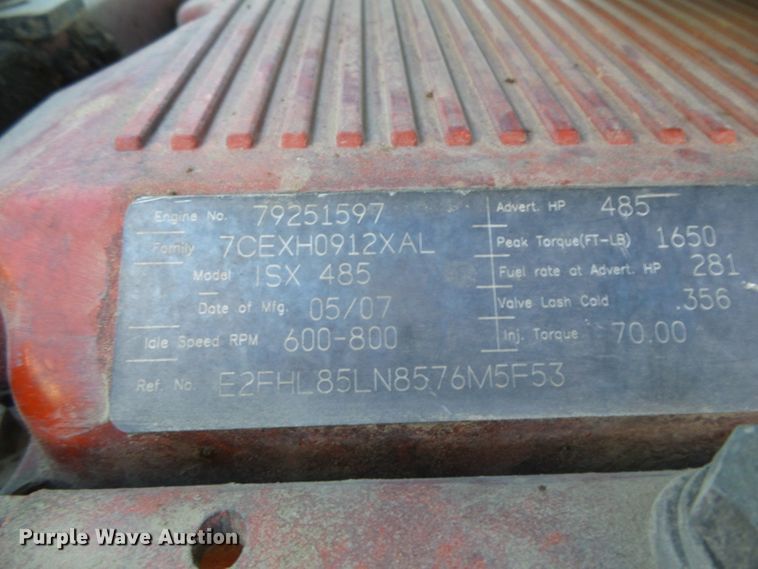 Engine No. 79251597
Family 7CEXH0912XAL
Model ISX 485
Date of Mfg. 05/07
Idle Speed RPM 600-800
Ref. No. E2FHL85LN8576M5F53
Advert. HP 485
Peak Torque(FT-LB) 1650
Fuel rate at Advert. HP 281
Valve Lash Cold .356
Inj. Torque 70.00
Purple Wave Auction